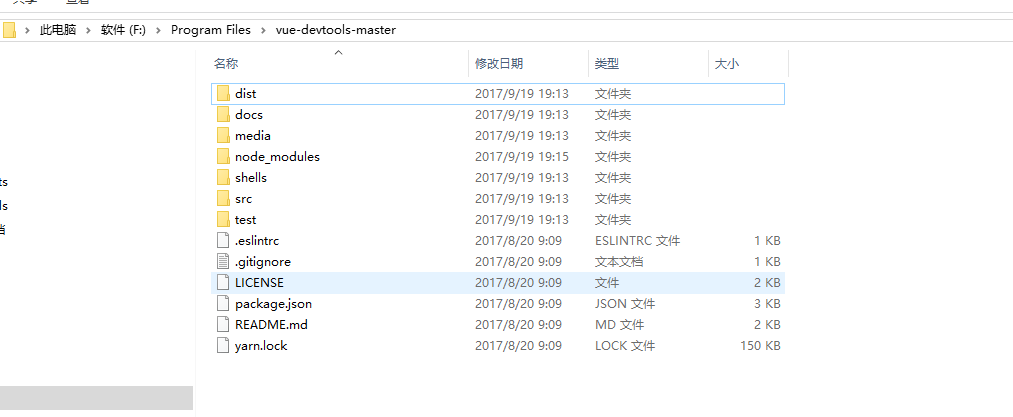 共享 查看
此电脑 > 软件 (F:) > Program Files > vue-devtools-master
名称 修改日期 类型 大小
dist 2017/9/19 19:13 文件夹
docs 2017/9/19 19:13 文件夹
media 2017/9/19 19:13 文件夹
node_modules 2017/9/19 19:15 文件夹
ts shells 2017/9/19 19:13 文件夹
ls src 2017/9/19 19:13 文件夹
test 2017/9/19 19:13 文件夹
.eslintrc 2017/8/20 9:09 ESLINTRC 文件 1 KB
.gitignore 2017/8/20 9:09 文本文档 1 KB
LICENSE 2017/8/20 9:09 文件 2 KB
package.json 2017/8/20 9:09 JSON 文件 3 KB
README.md 2017/8/20 9:09 MD 文件 2 KB
yarn.lock 2017/8/20 9:09 LOCK 文件 150 KB